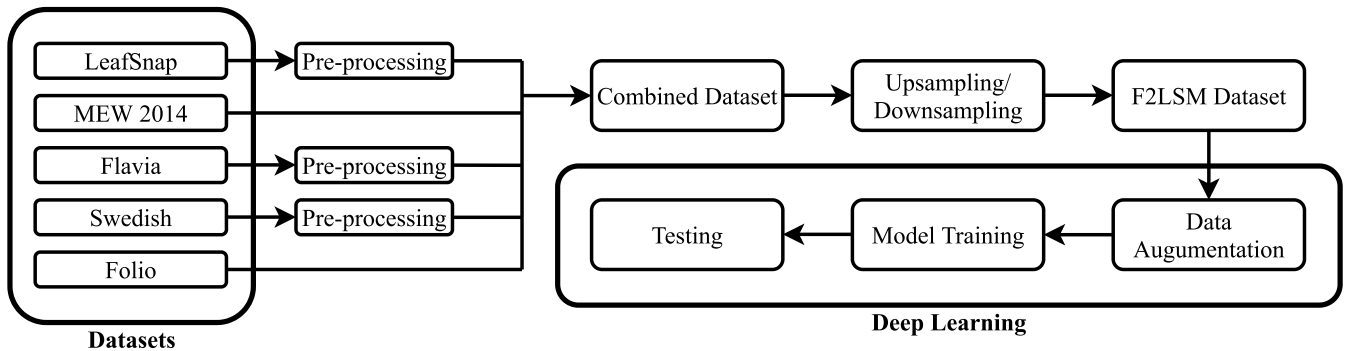 LeafSnap
Pre-processing
MEW 2014
Flavia
Pre-processing
Swedish
Pre-processing
Folio
Datasets
Combined Dataset
Upsampling/
Downsampling
F2LSM Dataset
Data
Augumentation
Model Training
Testing
Deep Learning